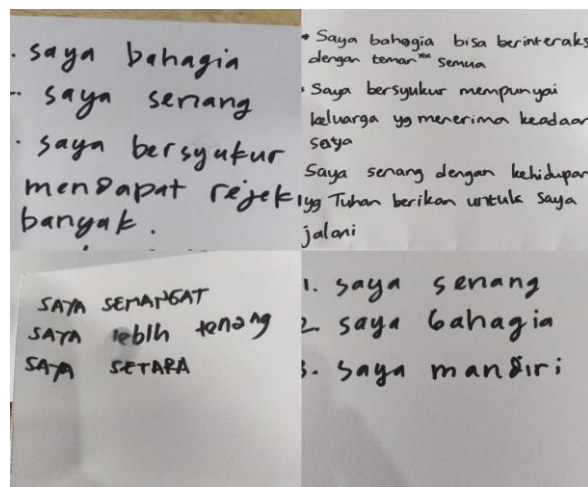 . saya bahagia
- saya senang
. saya bersyukur
mendapat rejeki
banyak.
• Saya bahagia bisa berinteraks
dengan teman" semua
• Saya bersyukur mempunyai
keluarga yg menerima keadaan
saya
Saya senang dengan kehidupan
yg Tuhan berikan untuk saya
jalani
SAYA SEMANGAT
SAYA leblh tenang
SAYA SETARA
1. saya senang
2. saya bahagia
3. saya mandiri